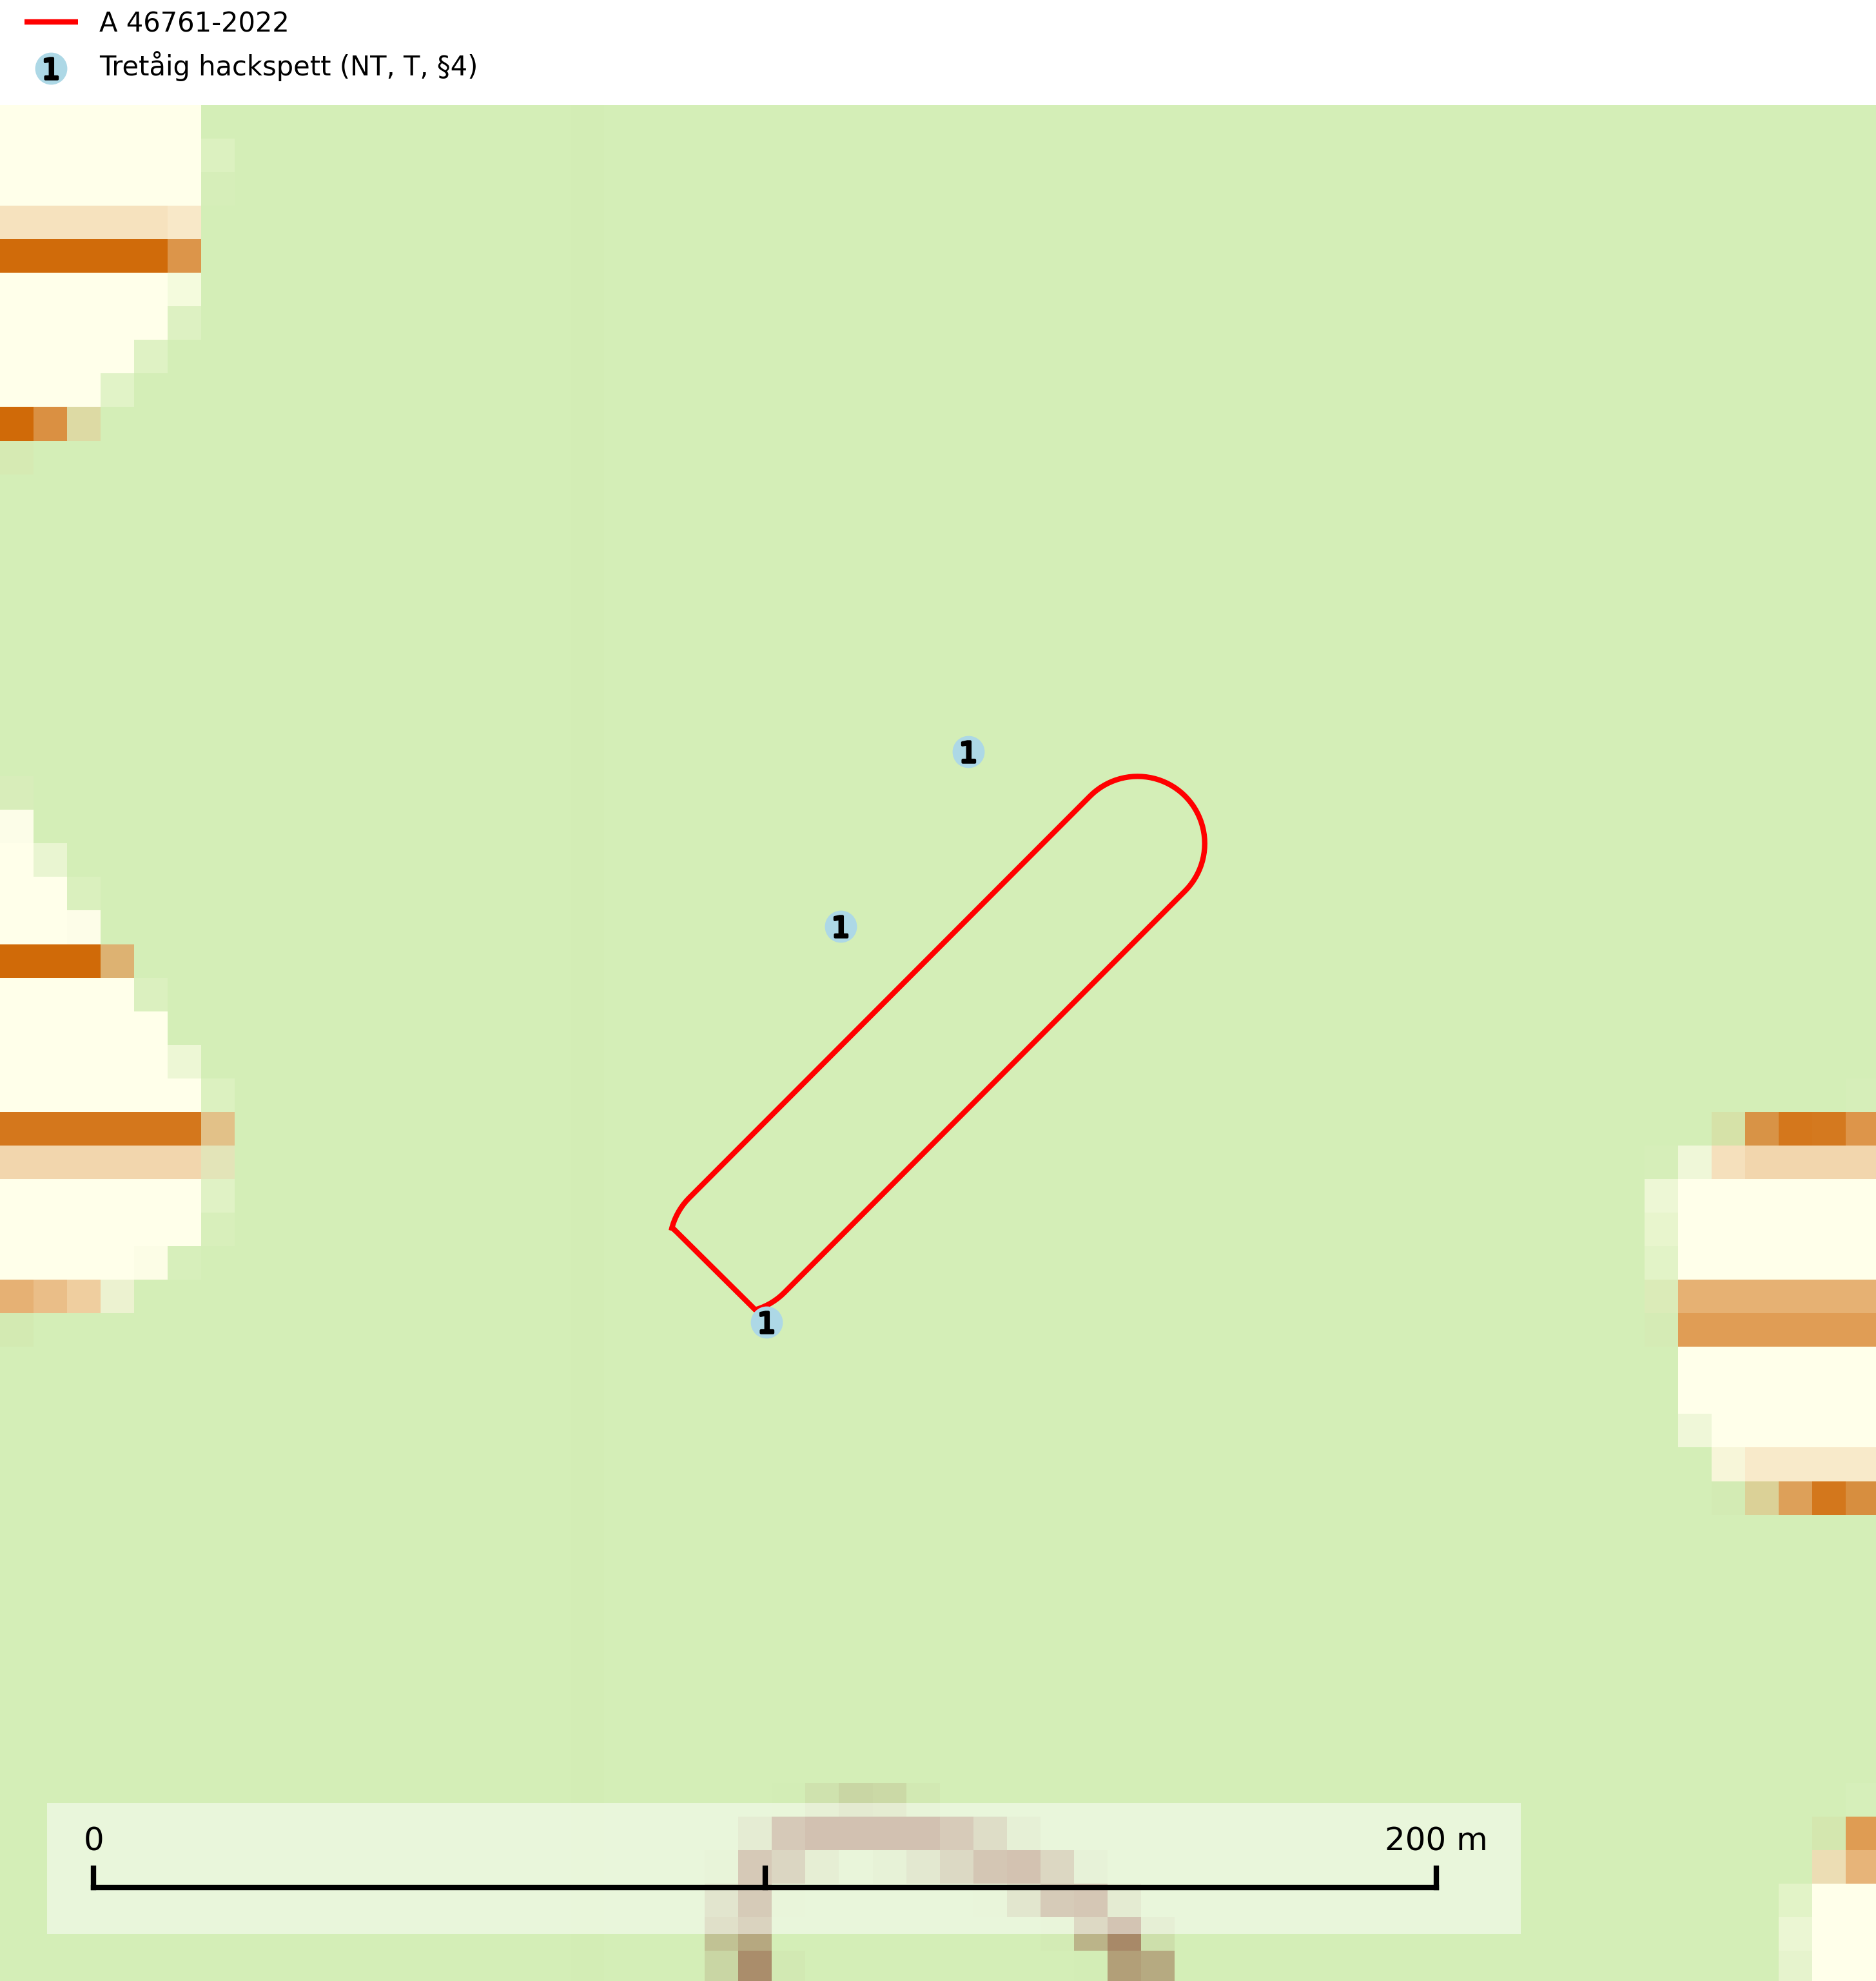 A 46761-2022
1 Tretåig hackspett (NT, T, §4)
1
1
1
0 200 m